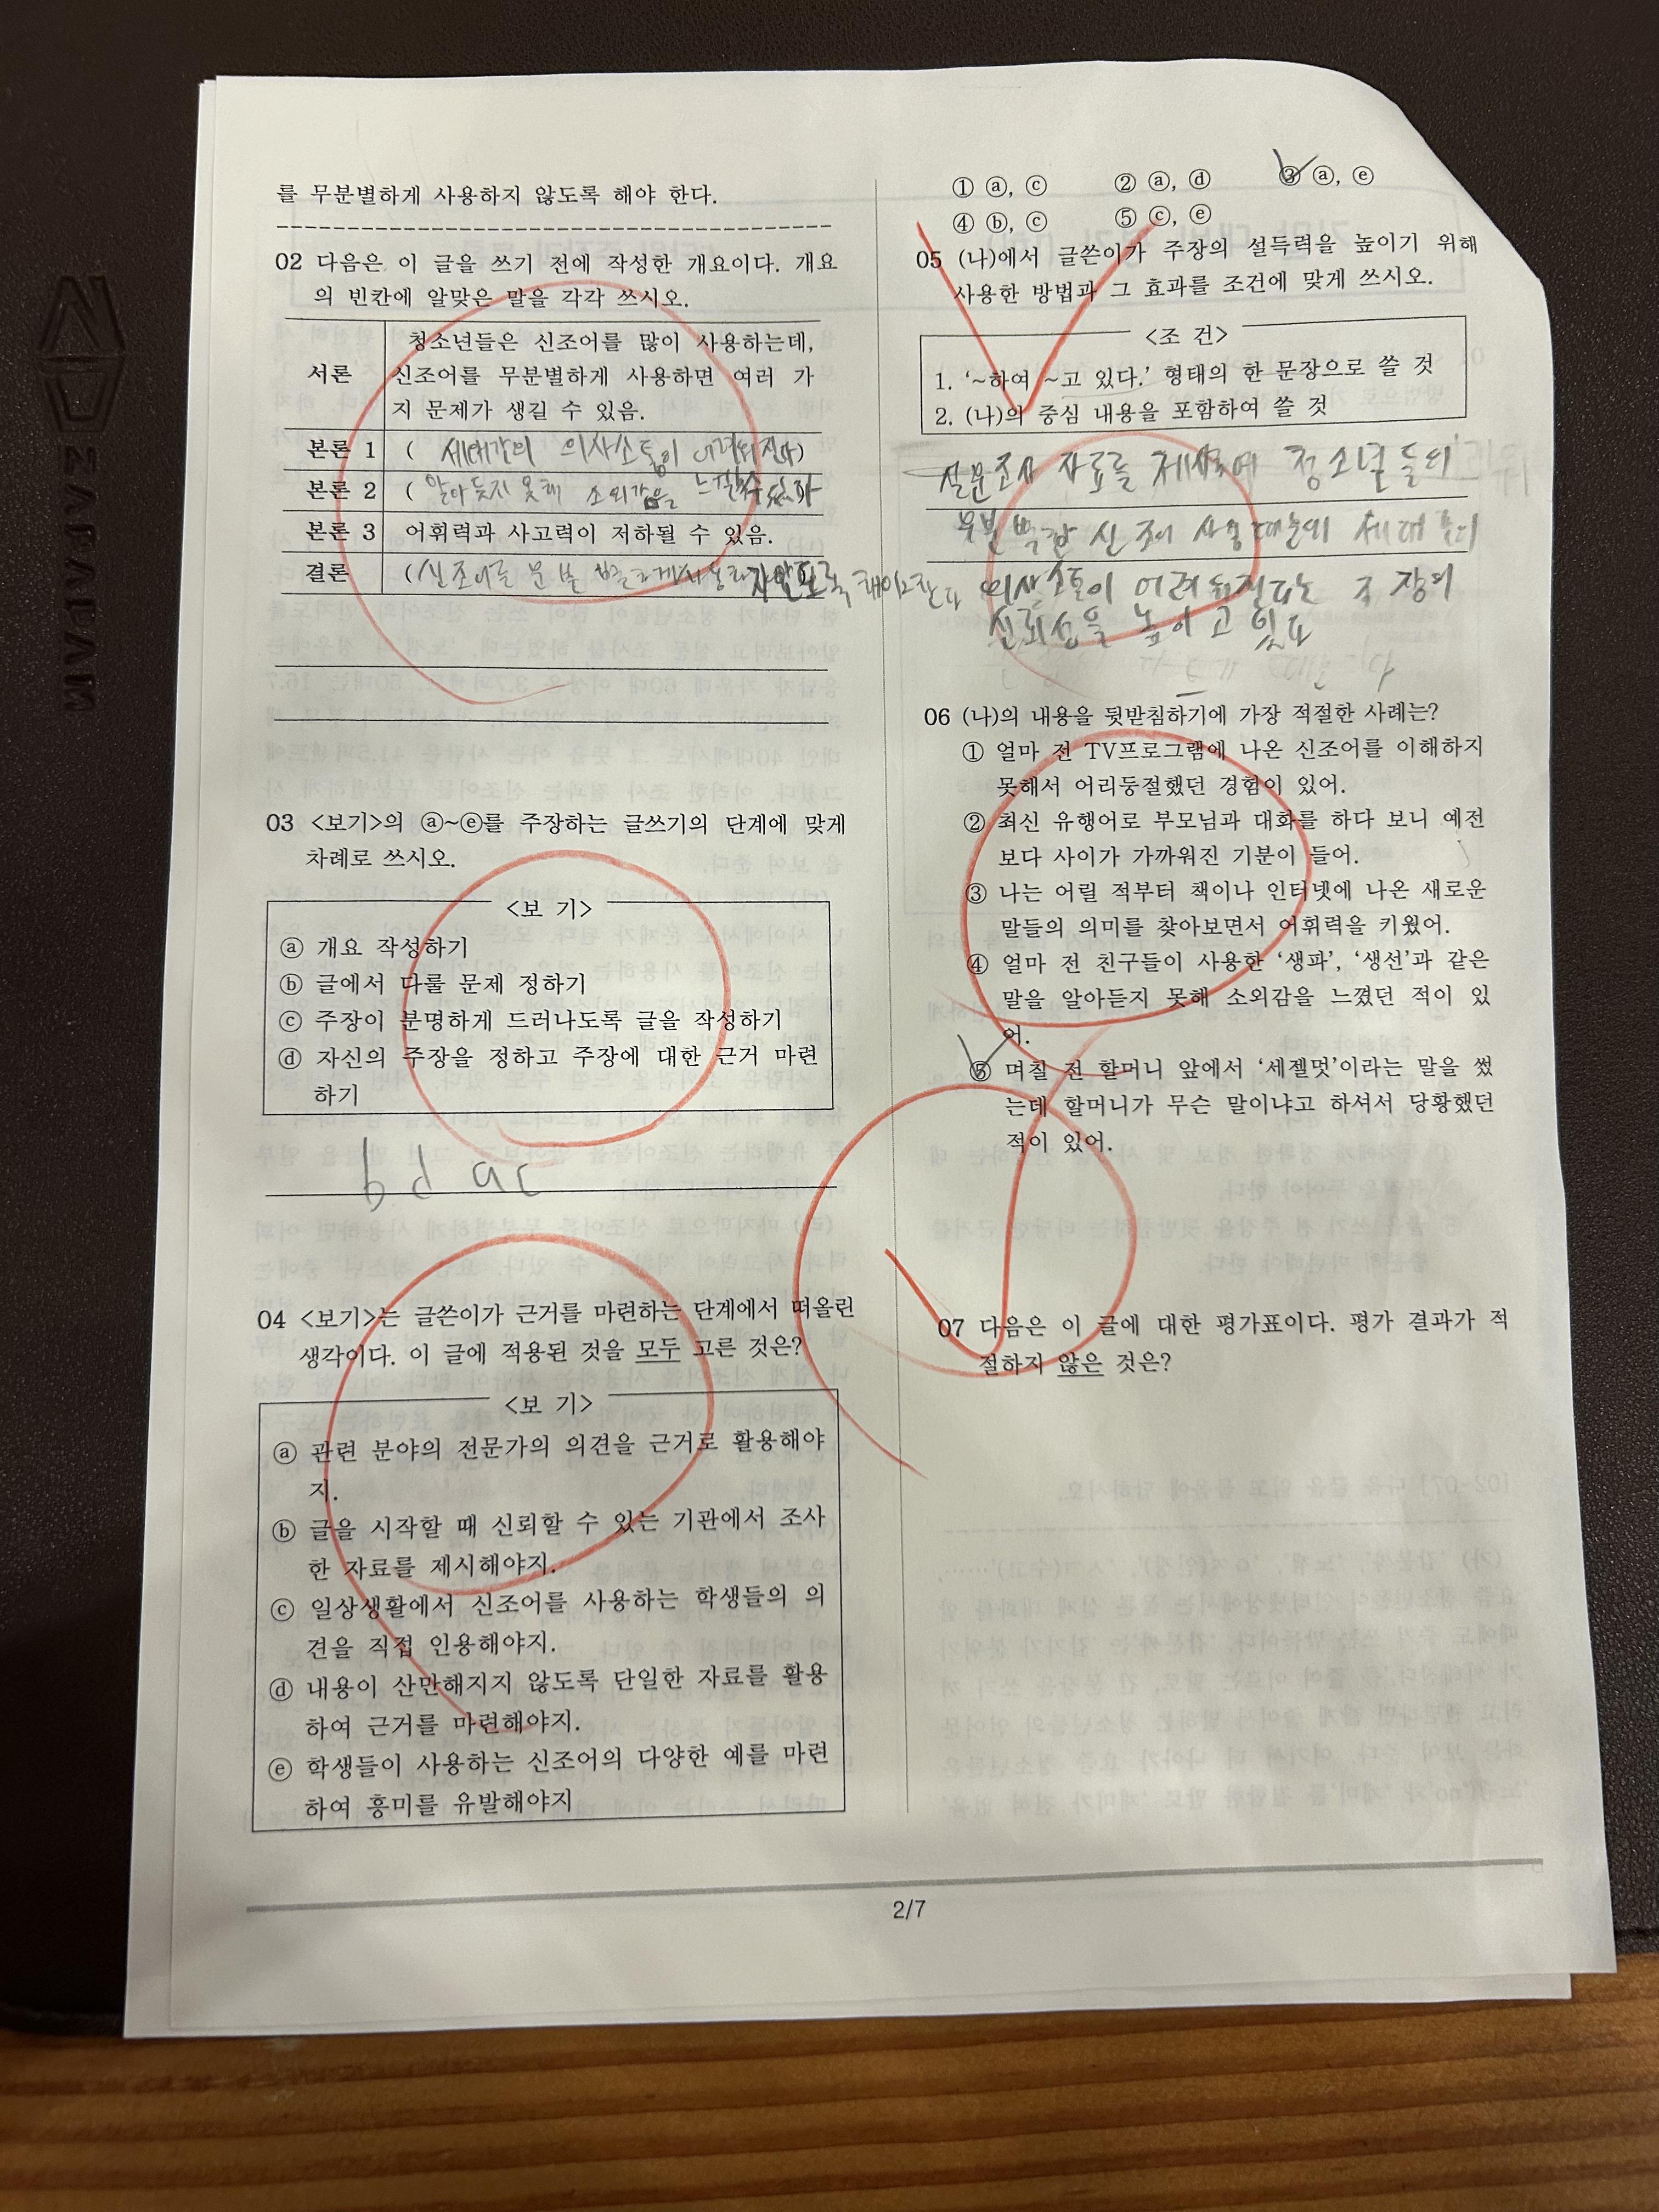 를 무분별하게 사용하지 않도록 해야 한다.
02 다음은 이 글을 쓰기 전에 작성한 개요이다. 개요
의 빈칸에 알맞은 말을 각각 쓰시오.
서론
청소년들은 신조어를 많이 사용하는데,
신조어를 무분별하게 사용하면 여러 가
지 문제가 생길 수 있음.
본론 1 ( 세대간의 의사소통이 어려워진다)
본론 2 ( 알아듣지 못해 소외감을 느낄 수 있다
본론 3 어휘력과 사고력이 저하될 수 있음.
결론 (신조어를 무분별하게 사용하지 않도록 해야 한다
03 <보기>의 ⓐ~ⓔ를 주장하는 글쓰기의 단계에 맞게
차례로 쓰시오.
<보 기>
ⓐ 개요 작성하기
ⓑ 글에서 다룰 문제 정하기
ⓒ 주장이 분명하게 드러나도록 글을 작성하기
ⓓ 자신의 주장을 정하고 주장에 대한 근거 마련
하기
b d a c
04 <보기>는 글쓴이가 근거를 마련하는 단계에서 떠올린
생각이다. 이 글에 적용된 것을 모두 고른 것은?
<보 기>
ⓐ 관련 분야의 전문가의 의견을 근거로 활용해야
지.
ⓑ 글을 시작할 때 신뢰할 수 있는 기관에서 조사
한 자료를 제시해야지.
ⓒ 일상생활에서 신조어를 사용하는 학생들의 의
견을 직접 인용해야지.
ⓓ 내용이 산만해지지 않도록 단일한 자료를 활용
하여 근거를 마련해야지.
ⓔ 학생들이 사용하는 신조어의 다양한 예를 마련
하여 흥미를 유발해야지
① ⓐ, ⓒ ② ⓐ, ⓓ ③ ⓐ, ⓔ
④ ⓑ, ⓒ ⑤ ⓒ, ⓔ
05 (나)에서 글쓴이가 주장의 설득력을 높이기 위해
사용한 방법과 그 효과를 조건에 맞게 쓰시오.
<조 건>
1. '~하여 ~고 있다.' 형태의 한 문장으로 쓸 것
2. (나)의 중심 내용을 포함하여 쓸 것
설문조사 자료를 청소년들의
신조어 사용 때문에 세대
의사소통이 어려워진다는 주장의
신뢰성을 높이고 있다
06 (나)의 내용을 뒷받침하기에 가장 적절한 사례는?
① 얼마 전 TV프로그램에 나온 신조어를 이해하지
못해서 어리둥절했던 경험이 있어.
② 최신 유행어로 부모님과 대화를 하다 보니 예전
보다 사이가 가까워진 기분이 들어.
③ 나는 어릴 적부터 책이나 인터넷에 나온 새로운
말들의 의미를 찾아보면서 어휘력을 키웠어.
④ 얼마 전 친구들이 사용한 '생파', '생선'과 같은
말을 알아듣지 못해 소외감을 느꼈던 적이 있
어.
⑤ 며칠 전 할머니 앞에서 '세젤멋'이라는 말을 썼
는데 할머니가 무슨 말이냐고 하셔서 당황했던
적이 있어.
07 다음은 이 글에 대한 평가표이다. 평가 결과가 적
절하지 않은 것은?
2/7